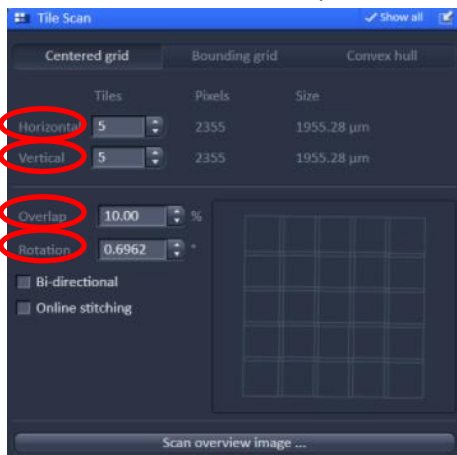 Tile Scan Show all
Centered grid Bounding grid Convex hull
Tiles Pixels Size
Horizontal 5 2355 1955.28 µm
Vertical 5 2355 1955.28 µm
Overlap 10.00 %
Rotation 0.6962 °
Bi-directional
Online stitching
Scan overview image ...